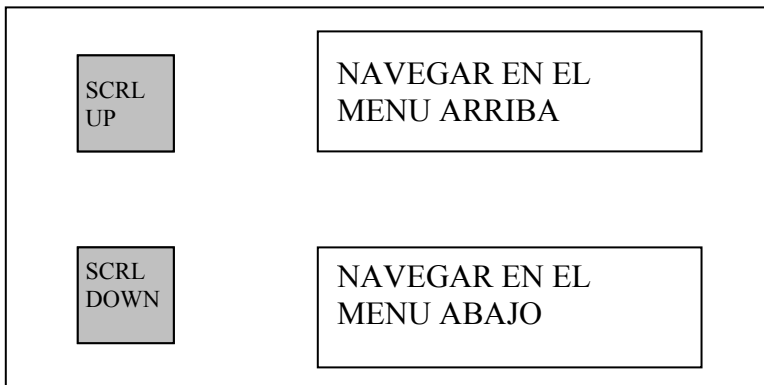 SCRL
UP
NAVEGAR EN EL
MENU ARRIBA
SCRL
DOWN
NAVEGAR EN EL
MENU ABAJO